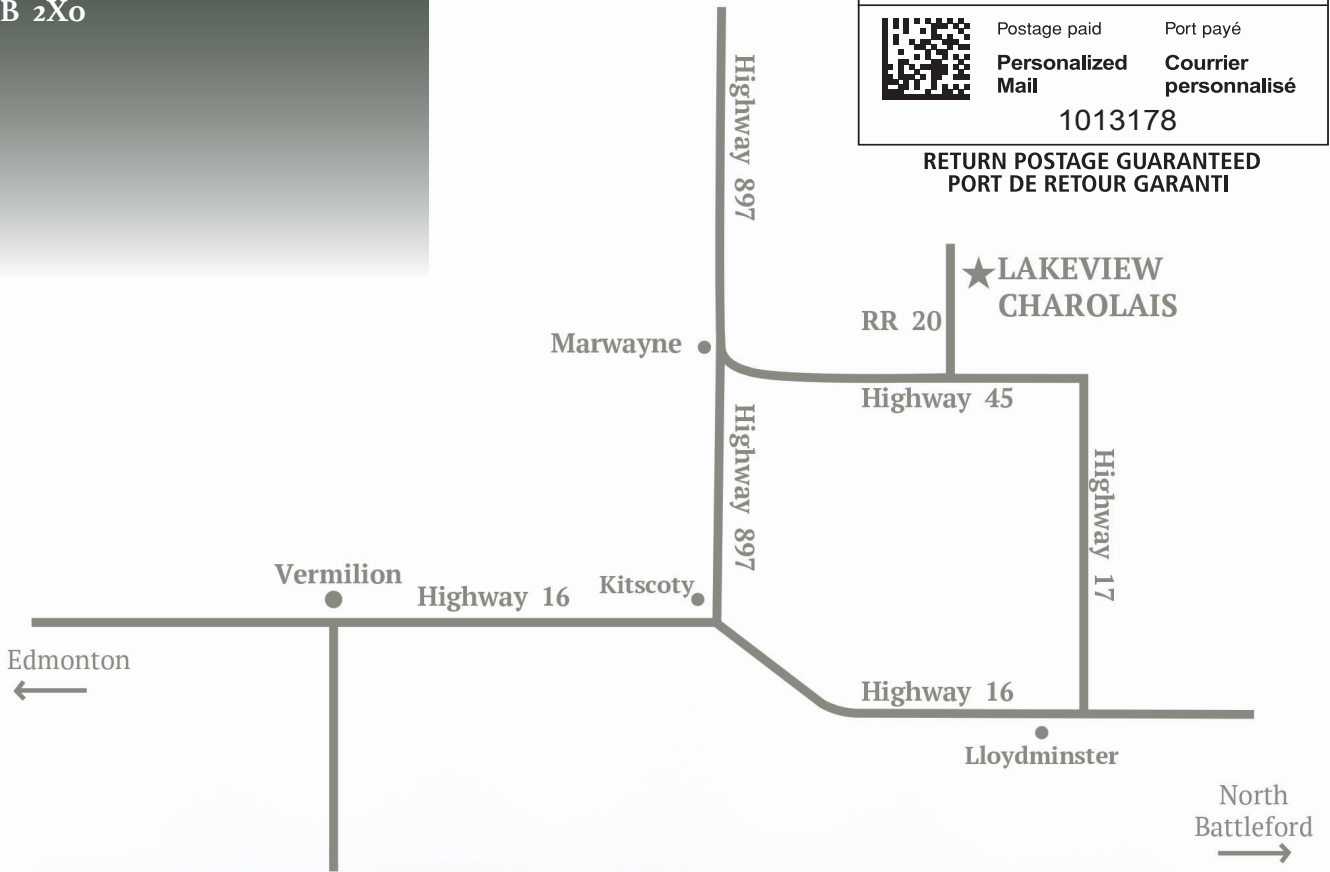 B 2X0
Postage paid Port payé
Personalized Courrier
Mail personnalisé
1013178
RETURN POSTAGE GUARANTEED
PORT DE RETOUR GARANTI
Highway 897
LAKEVIEW
CHAROLAIS
RR 20
Marwayne
Highway 45
Highway 897
Highway 17
Vermilion
Highway 16
Kitscoty
Edmonton
Highway 16
Lloydminster
North
Battleford